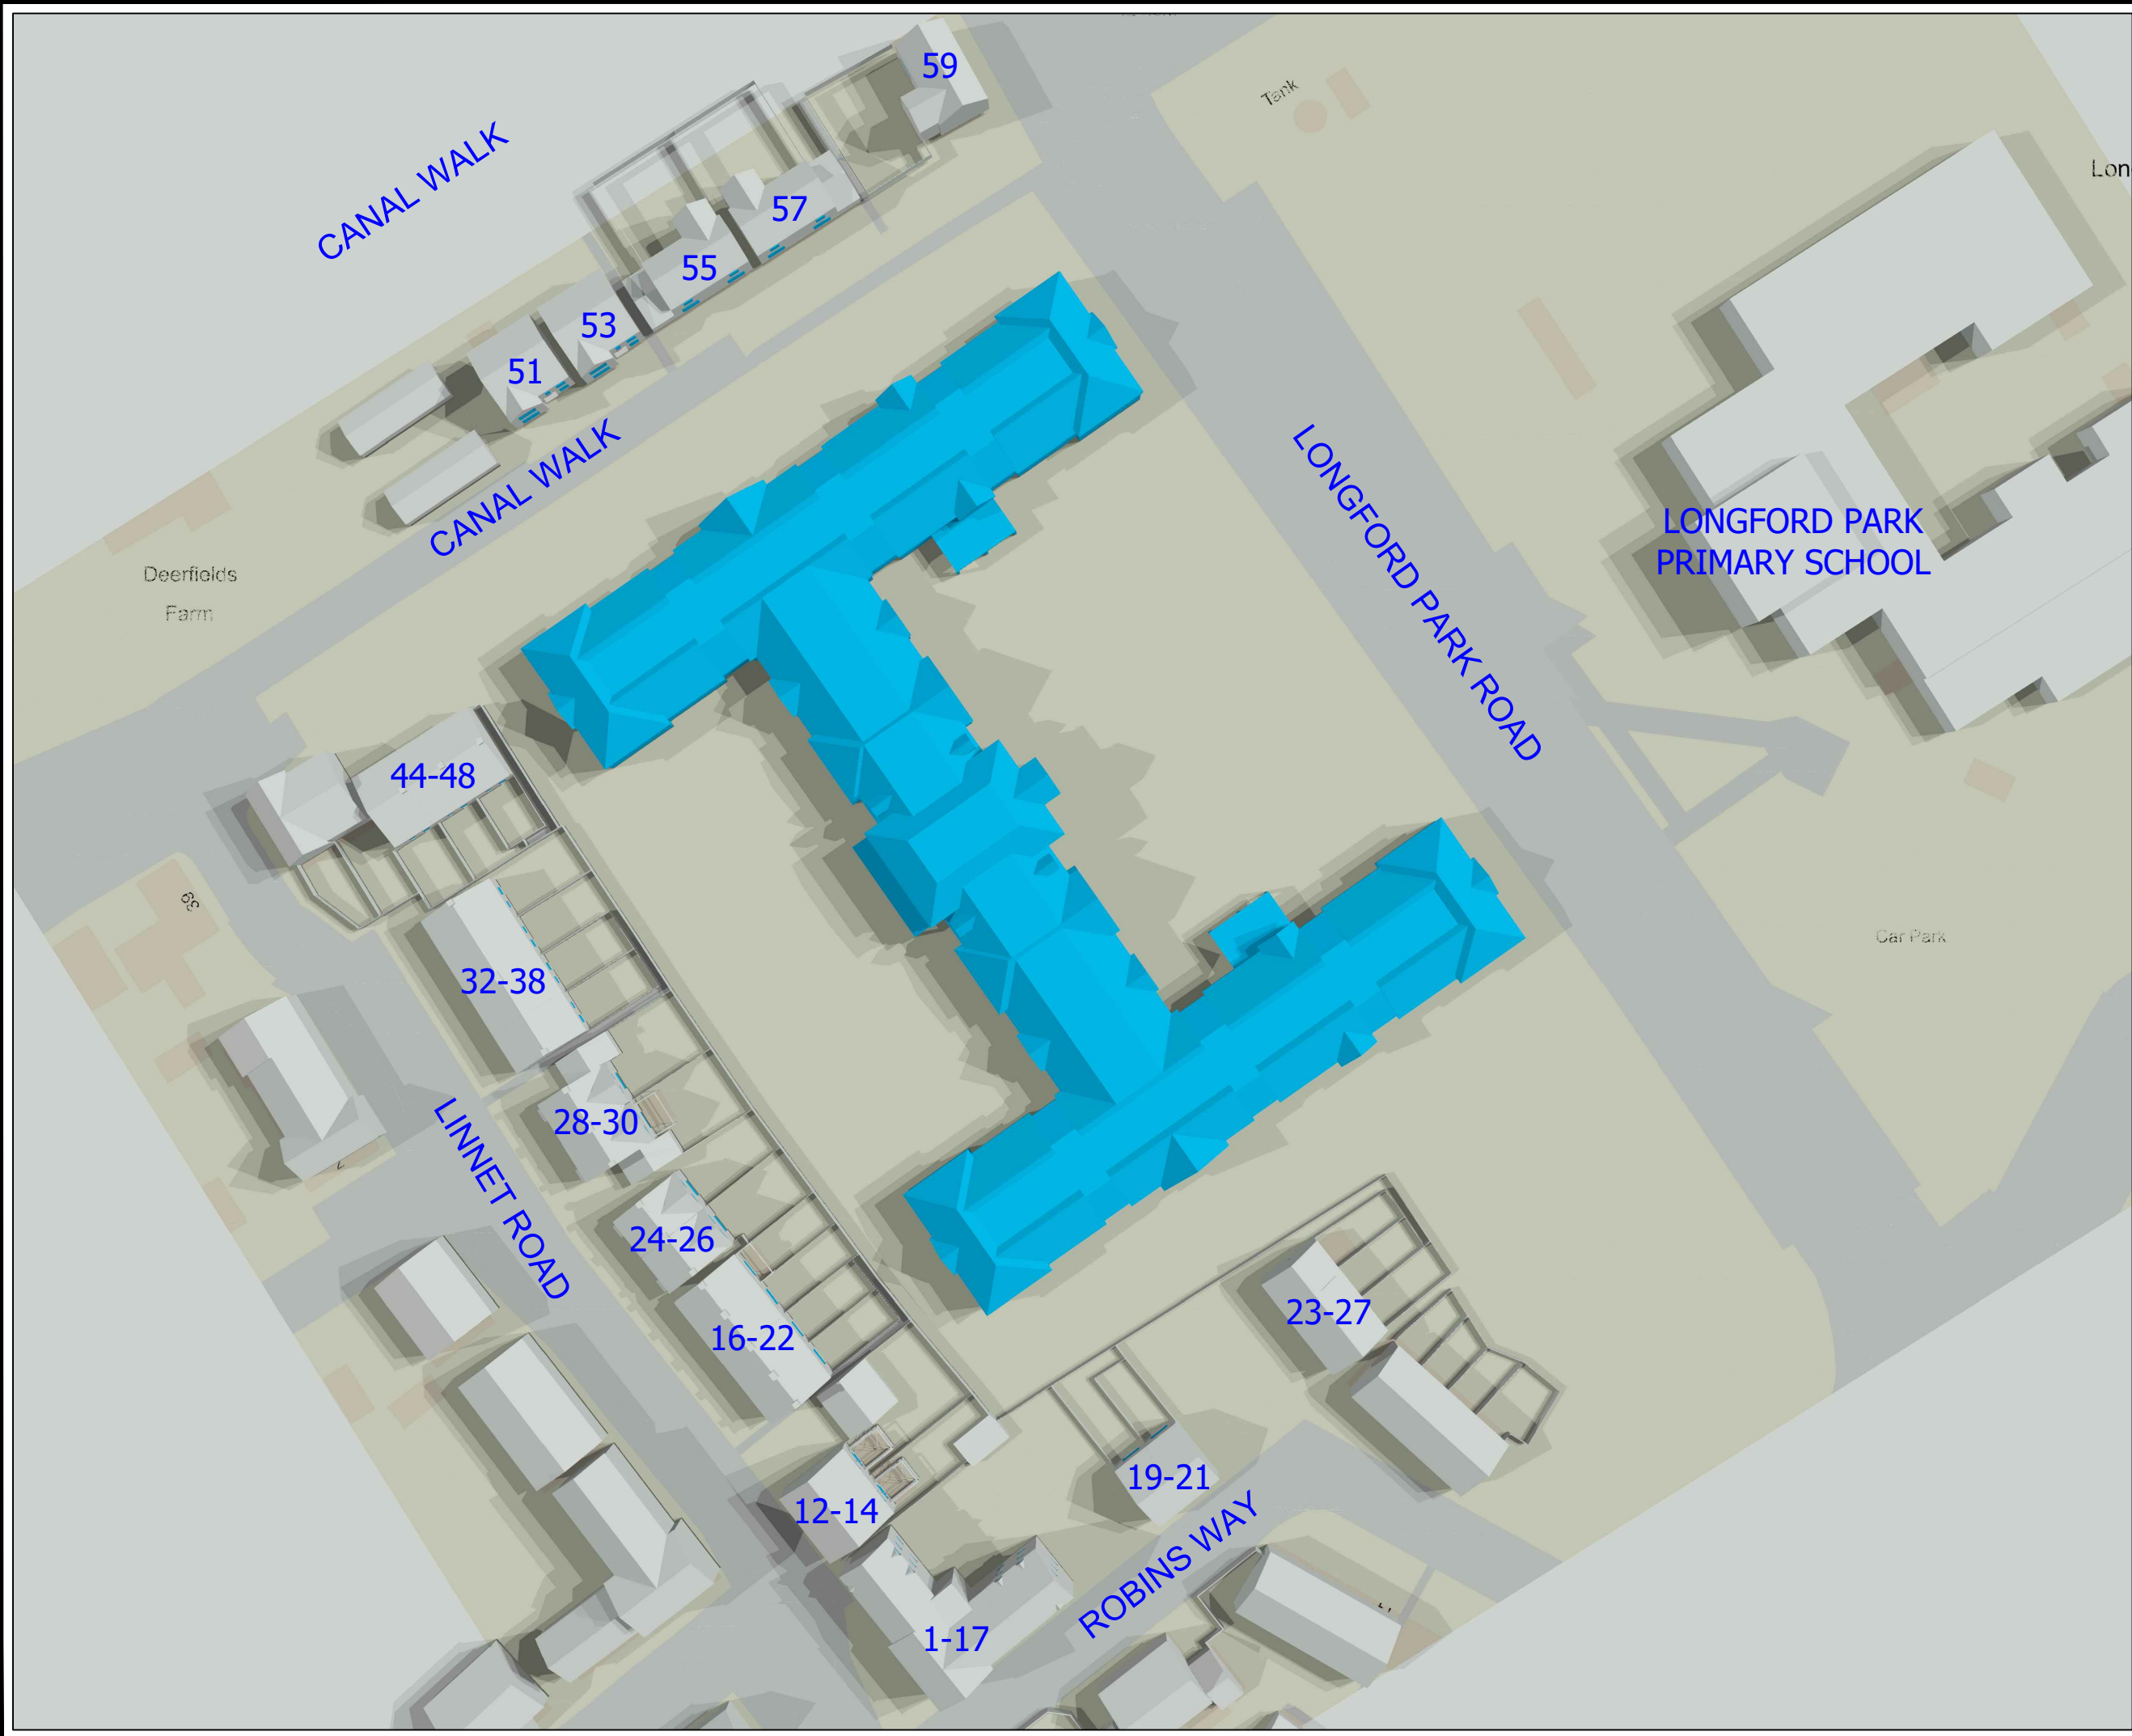 59
Tank
CANAL WALK
Lon
57
55
53
51
CANAL WALK
LONGFORD PARK ROAD
LONGFORD PARK
PRIMARY SCHOOL
Deerfields
Farm
44-48
39
Car Park
32-38
28-30
LINNET ROAD
24-26
23-27
16-22
19-21
12-14
ROBINS WAY
1-17